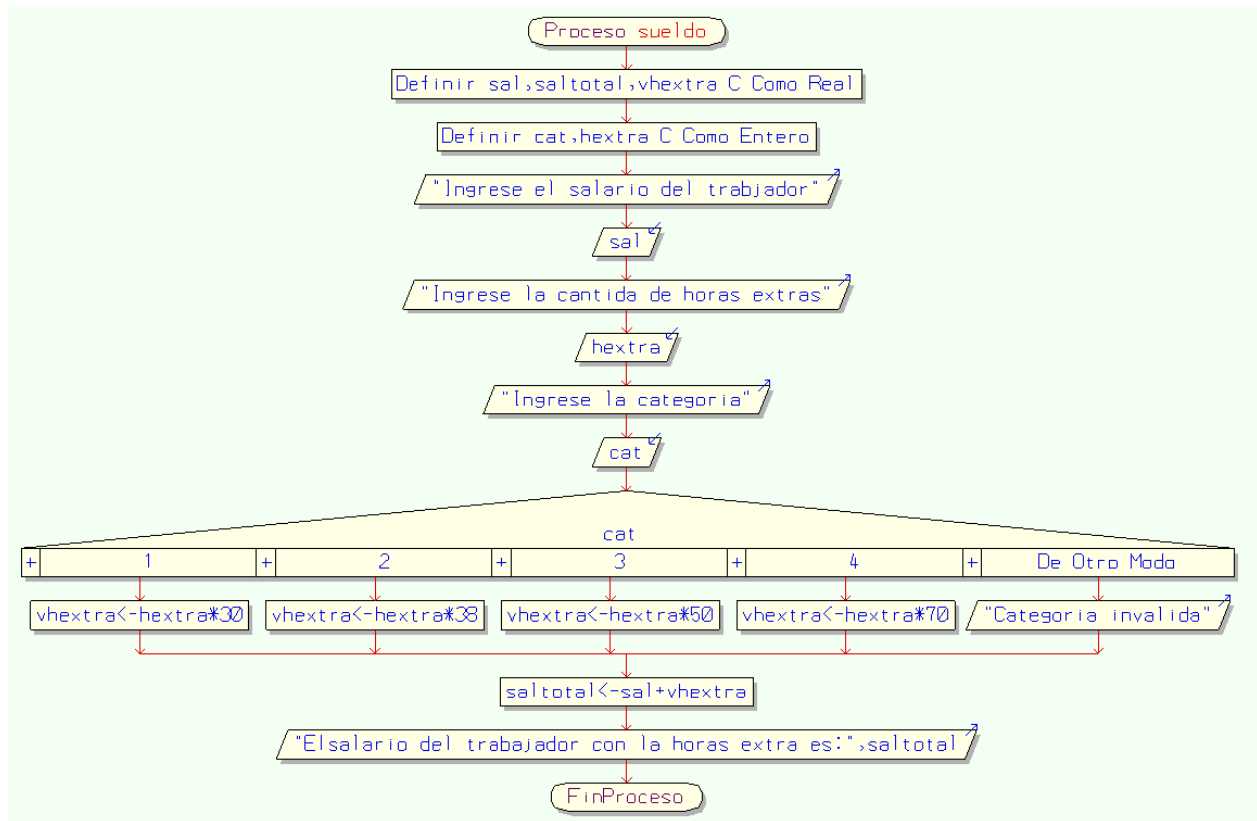 Proceso sueldo
Definir sal,saltotal,vhextra C Como Real
Definir cat,hextra C Como Entero
"Ingrese el salario del trabjador"
sal
"Ingrese la cantida de horas extras"
hextra
"Ingrese la categoria"
cat
cat
+ 1 + 2 + 3 + 4 + De Otro Modo
vhextra<-hextra*30 vhextra<-hextra*38 vhextra<-hextra*50 vhextra<-hextra*70 "Categoria invalida"
saltotal<-sal+vhextra
"Elsalario del trabajador con la horas extra es:",saltotal
FinProceso